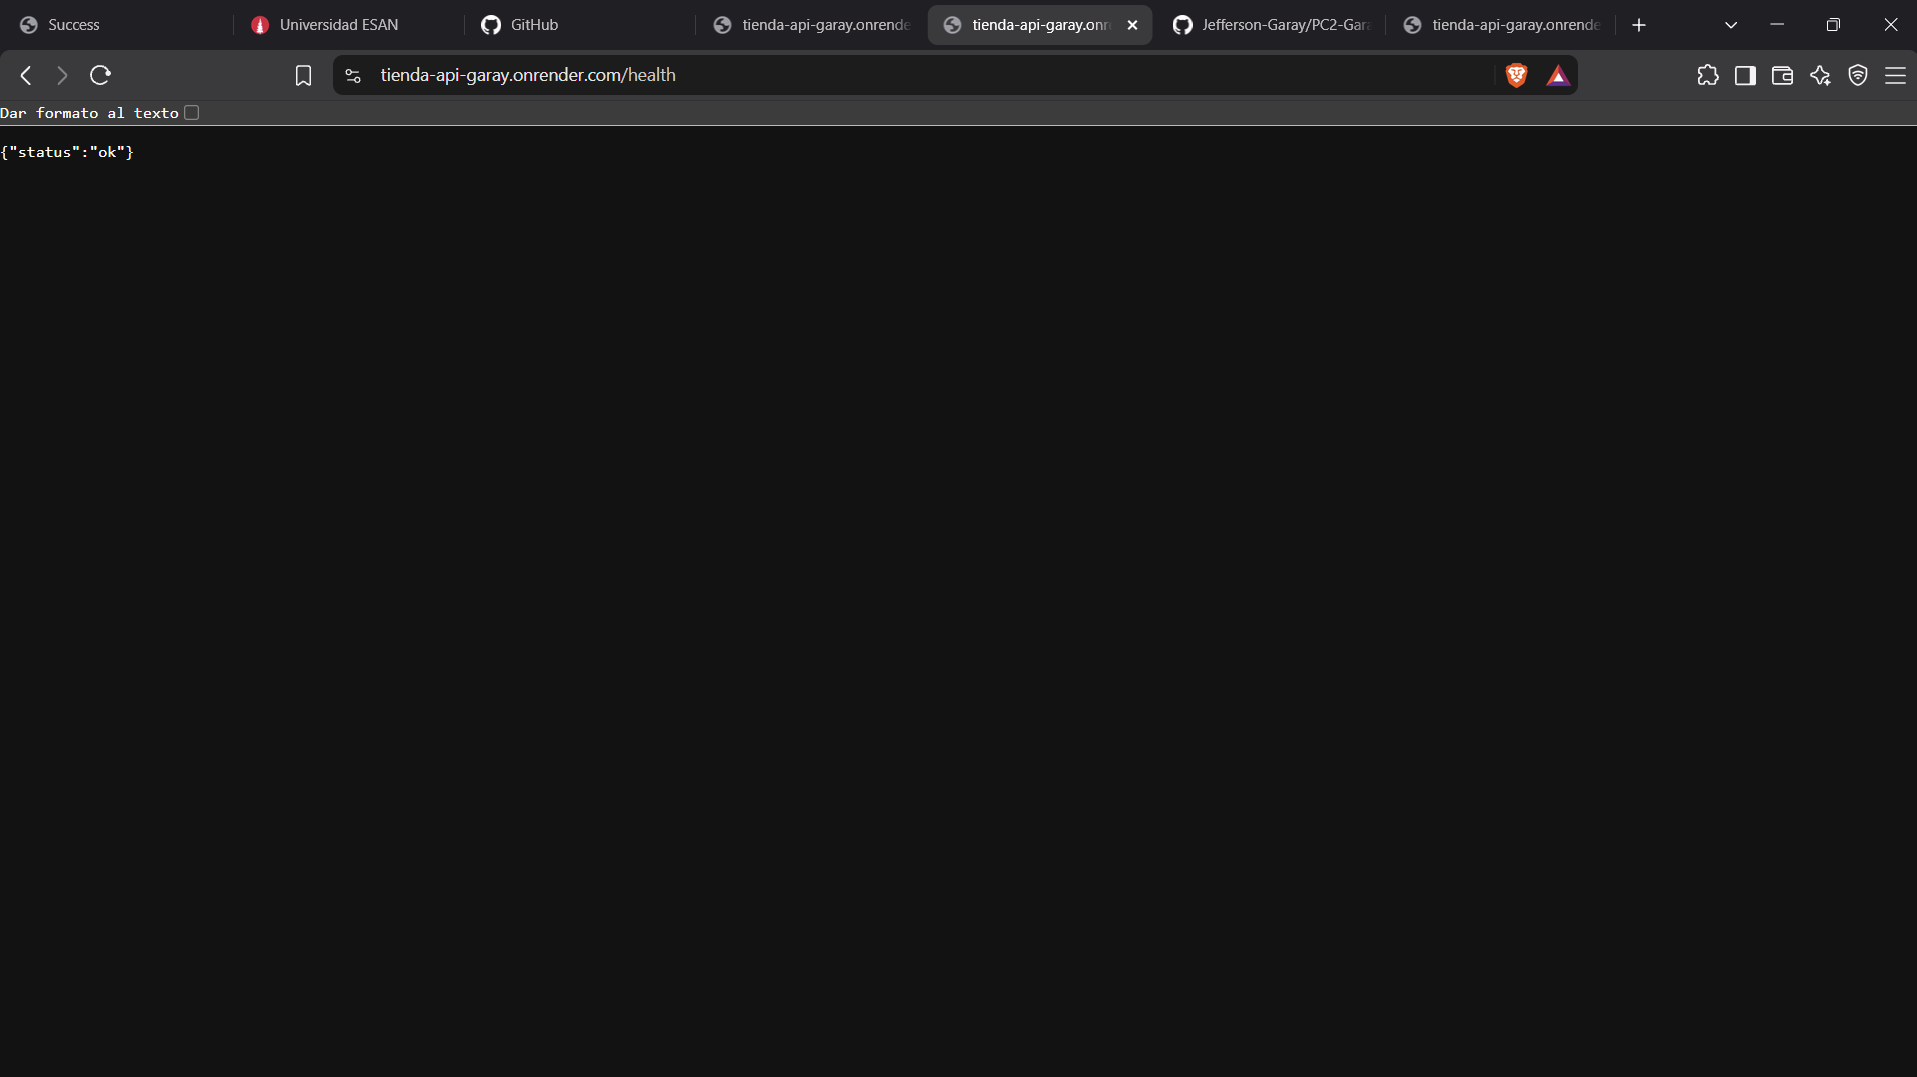 Success
Universidad ESAN
GitHub
tienda-api-garay.onrende
tienda-api-garay.onr
Jefferson-Garay/PC2-Gar
tienda-api-garay.onrende
tienda-api-garay.onrender.com/health
Dar formato al texto
{"status":"ok"}